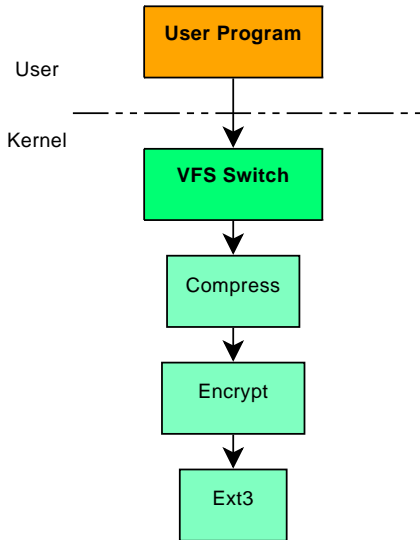 User Program
User
Kernel
VFS Switch
Compress
Encrypt
Ext3